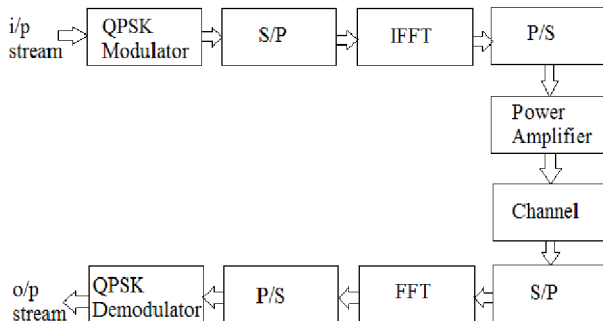 i/p
stream
QPSK
Modulator
S/P
IFFT
P/S
Power
Amplifier
Channel
S/P
FFT
P/S
QPSK
Demodulator
o/p
stream